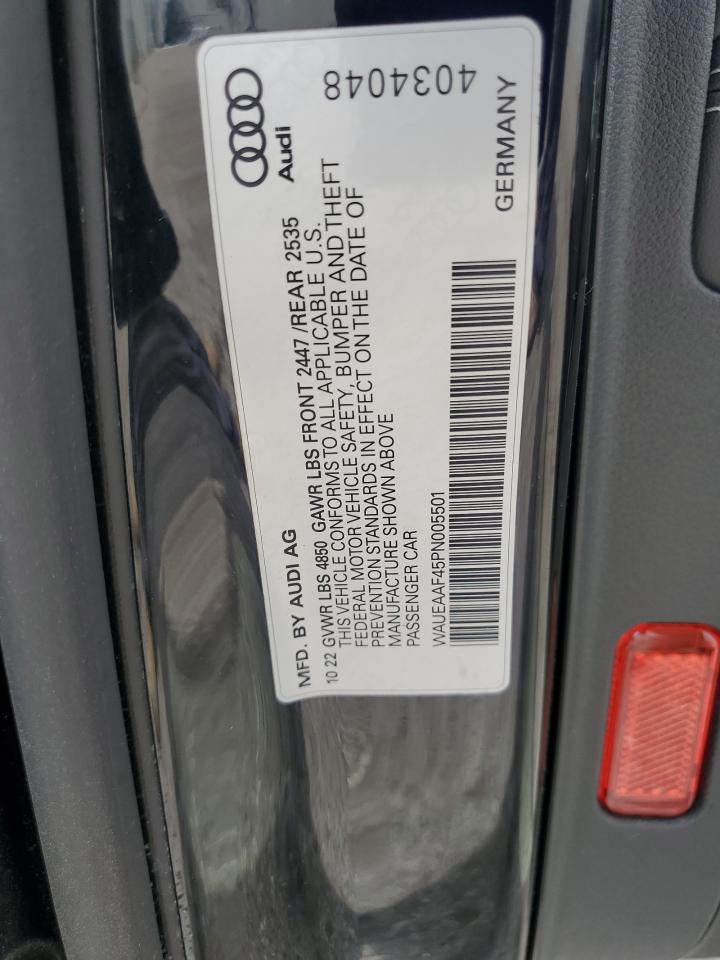 Audi
4034048
MFD. BY AUDI AG
10 22 GVWR LBS 4850 GAWR LBS FRONT 2447 /REAR 2535
THIS VEHICLE CONFORMS TO ALL APPLICABLE U.S.
FEDERAL MOTOR VEHICLE SAFETY, BUMPER AND THEFT
PREVENTION STANDARDS IN EFFECT ON THE DATE OF
MANUFACTURE SHOWN ABOVE
PASSENGER CAR
WAUEAAF45PN005501
GERMANY